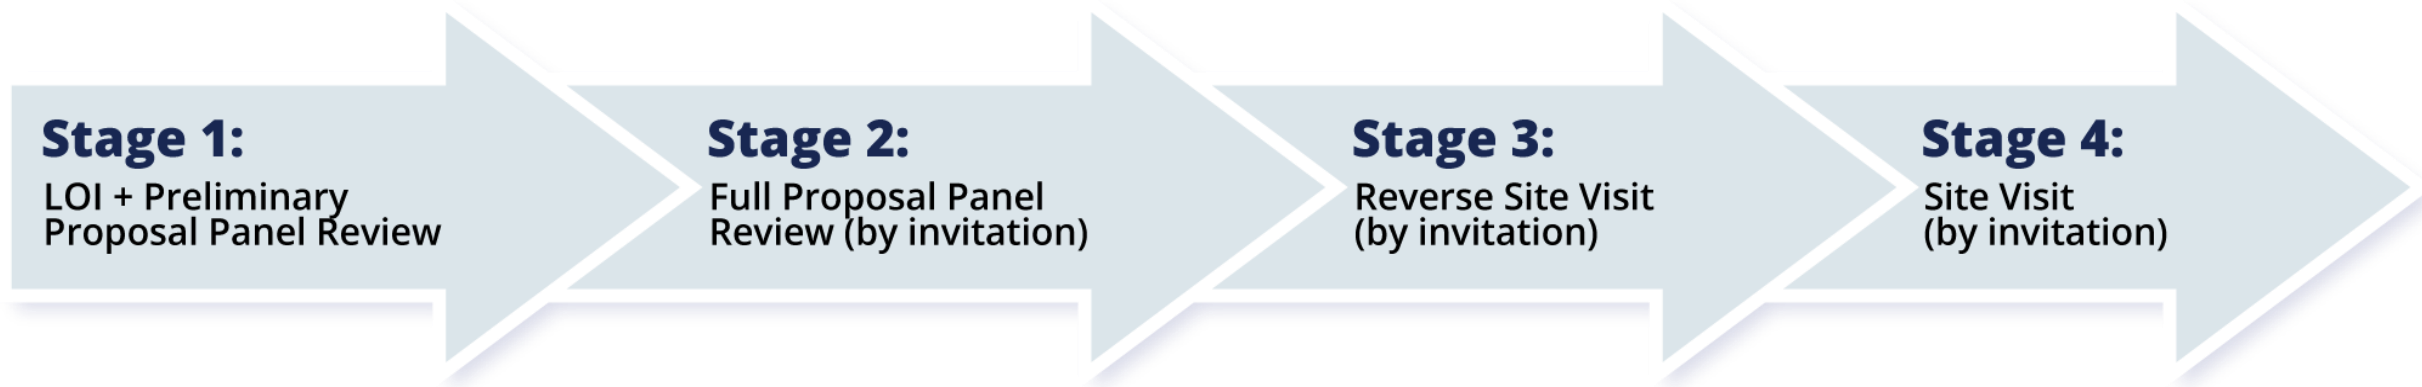 Stage 1:
LOI + Preliminary
Proposal Panel Review
Stage 2:
Full Proposal Panel
Review (by invitation)
Stage 3:
Reverse Site Visit
(by invitation)
Stage 4:
Site Visit
(by invitation)